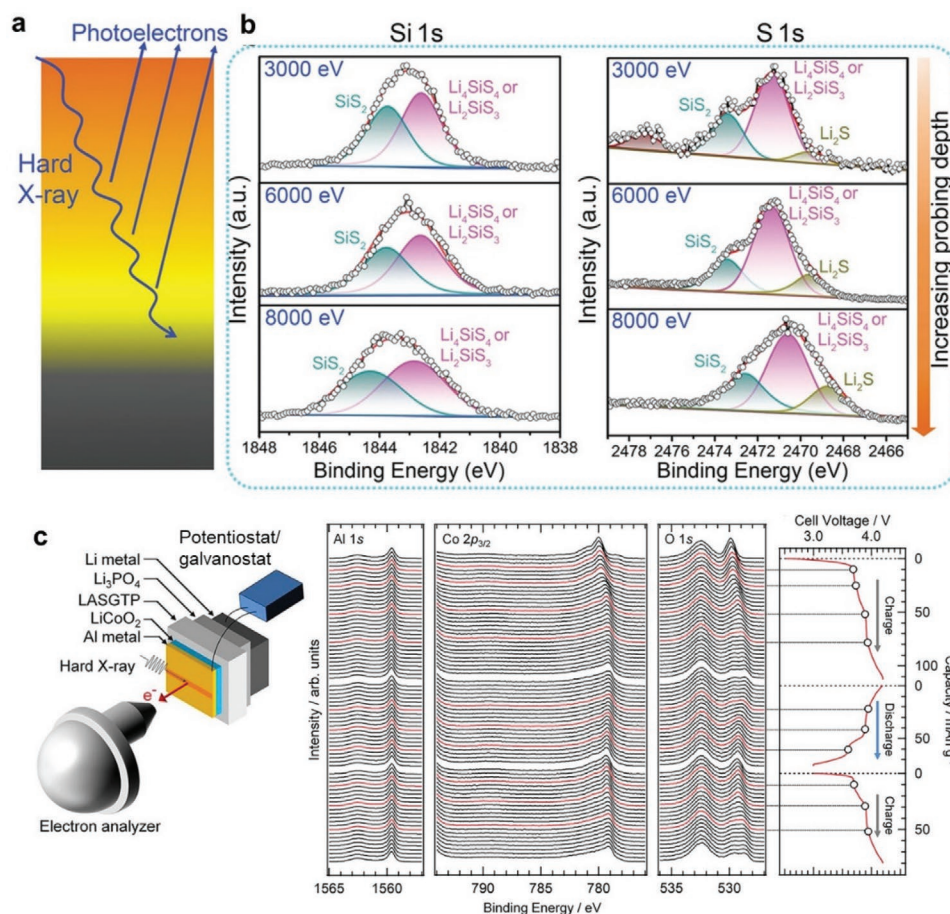 a
Photoelectrons
Hard
X-ray
b
Si 1s
S 1s
3000 eV
SiS₂
Li₄SiS₄ or
Li₂SiS₃
6000 eV
SiS₂
Li₄SiS₄ or
Li₂SiS₃
8000 eV
SiS₂
Li₄SiS₄ or
Li₂SiS₃
Intensity (a.u.)
1848 1846 1844 1842 1840 1838
Binding Energy (eV)
3000 eV
SiS₂
Li₄SiS₄ or
Li₂SiS₃
Li₂S
6000 eV
SiS₂
Li₄SiS₄ or
Li₂SiS₃
Li₂S
8000 eV
SiS₂
Li₄SiS₄ or
Li₂SiS₃
Li₂S
Intensity (a.u.)
2478 2476 2474 2472 2470 2468 2466
Binding Energy (eV)
Increasing probing depth
c
Potentiostat/
galvanostat
Li metal
Li₃PO₄
LASGTP
LiCoO₂
Al metal
Hard X-ray
e⁻
Electron analyzer
Intensity / arb. units
Al 1s
Co 2p₃/₂
O 1s
1565 1560
790 785 780
535 530
Binding Energy / eV
Cell Voltage / V
3.0 4.0
0
50
100
0
50
0
50
Charge
Discharge
Charge